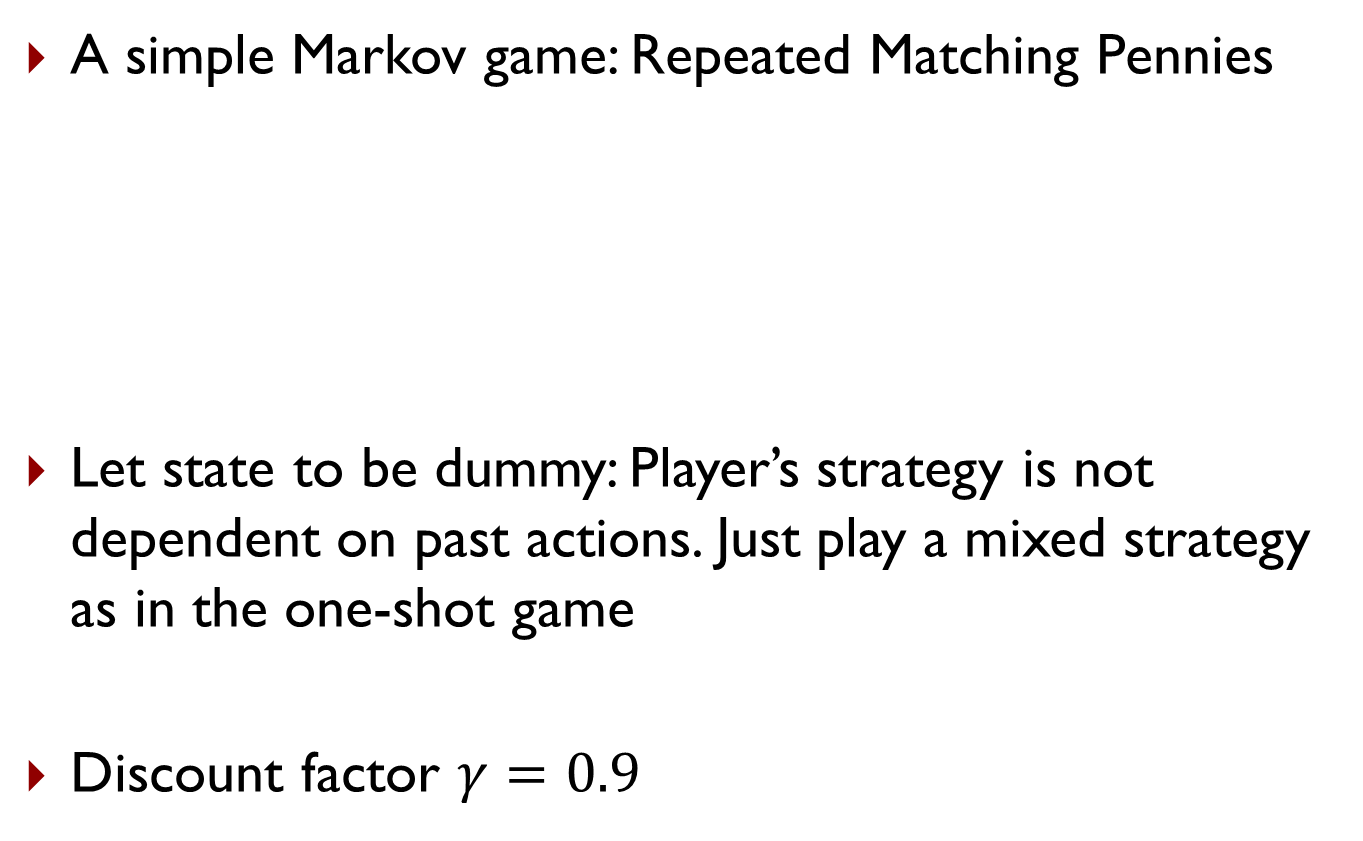 A simple Markov game: Repeated Matching Pennies
Let state to be dummy: Player’s strategy is not
dependent on past actions. Just play a mixed strategy
as in the one-shot game
Discount factor γ = 0.9